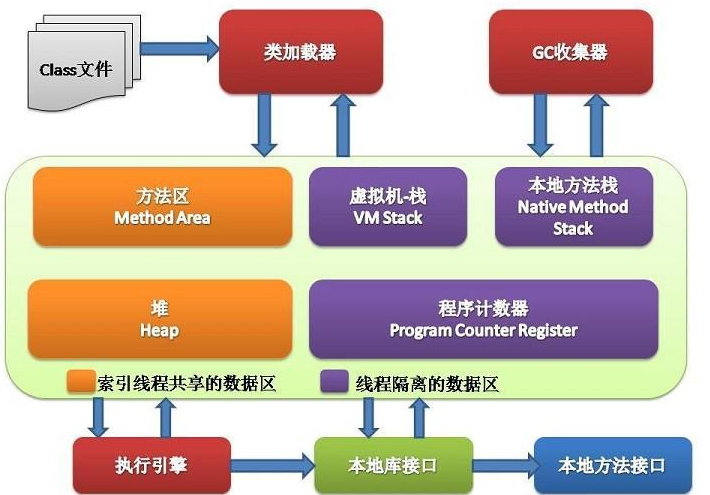 Class文件
类加载器
GC收集器
方法区
Method Area
虚拟机-栈
VM Stack
本地方法栈
Native Method
Stack
堆
Heap
程序计数器
Program Counter Register
索引线程共享的数据区
线程隔离的数据区
执行引擎
本地库接口
本地方法接口